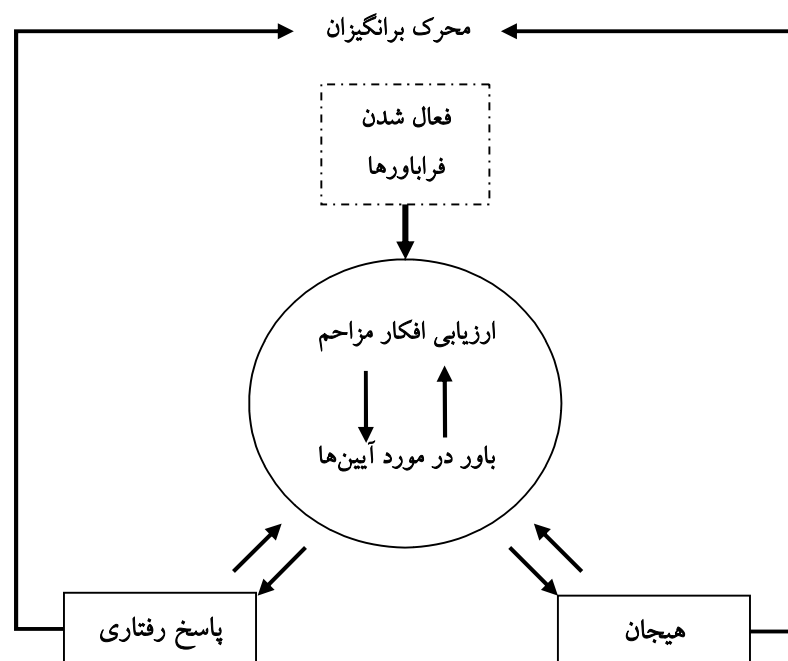 محرک برانگیزان
فعال شدن
فراباورها
ارزیابی افکار مزاحم
باور در مورد آیین‌ها
پاسخ رفتاری
هیجان